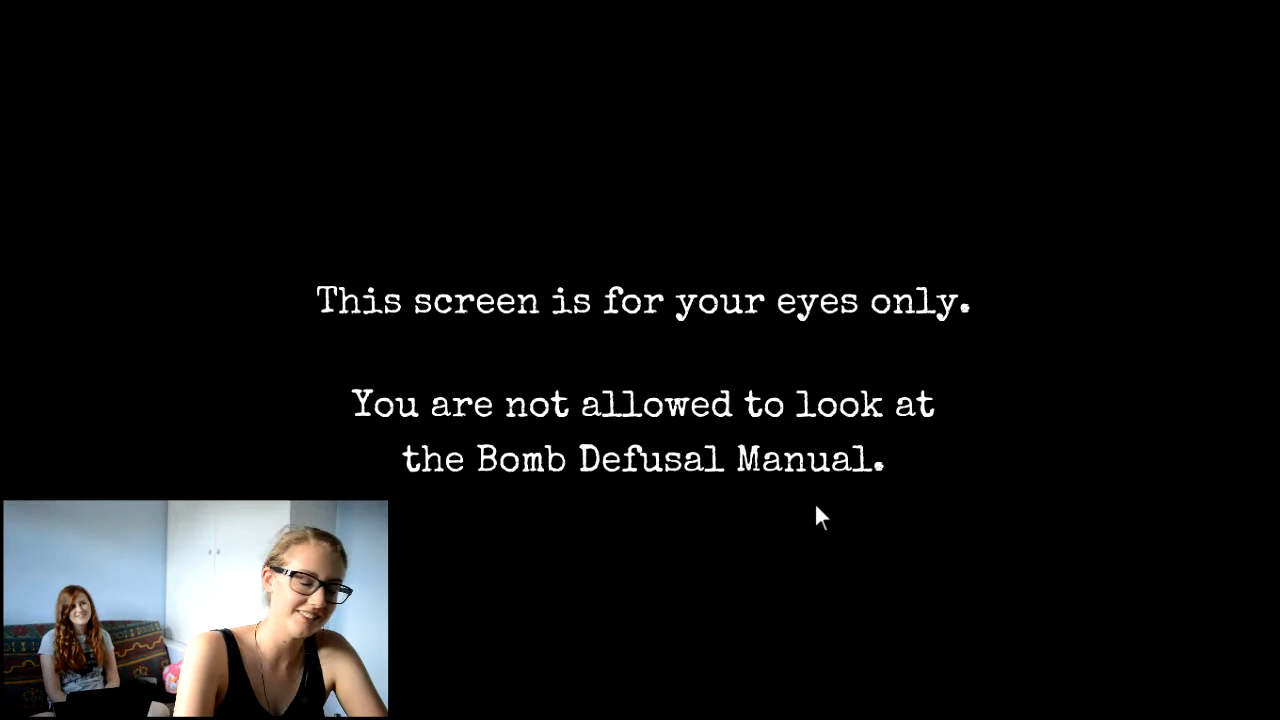 This screen is for your eyes only.
You are not allowed to look at
the Bomb Defusal Manual.